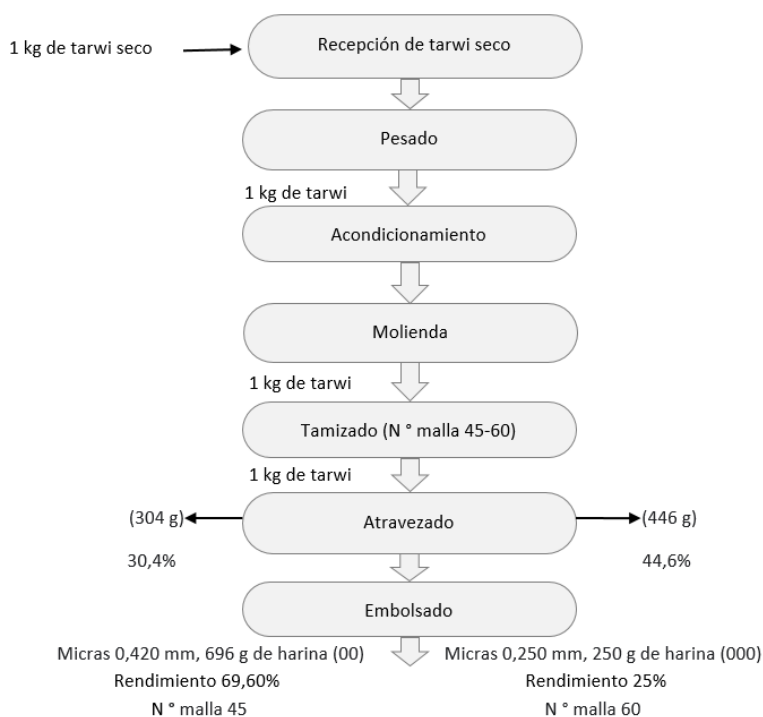 1 kg de tarwi seco
Recepción de tarwi seco
Pesado
1 kg de tarwi
Acondicionamiento
Molienda
1 kg de tarwi
Tamizado (N ° malla 45-60)
1 kg de tarwi
(304 g)
Atravezado
(446 g)
30,4%
44,6%
Embolsado
Micras 0,420 mm, 696 g de harina (00)
Rendimiento 69,60%
N ° malla 45
Micras 0,250 mm, 250 g de harina (000)
Rendimiento 25%
N ° malla 60